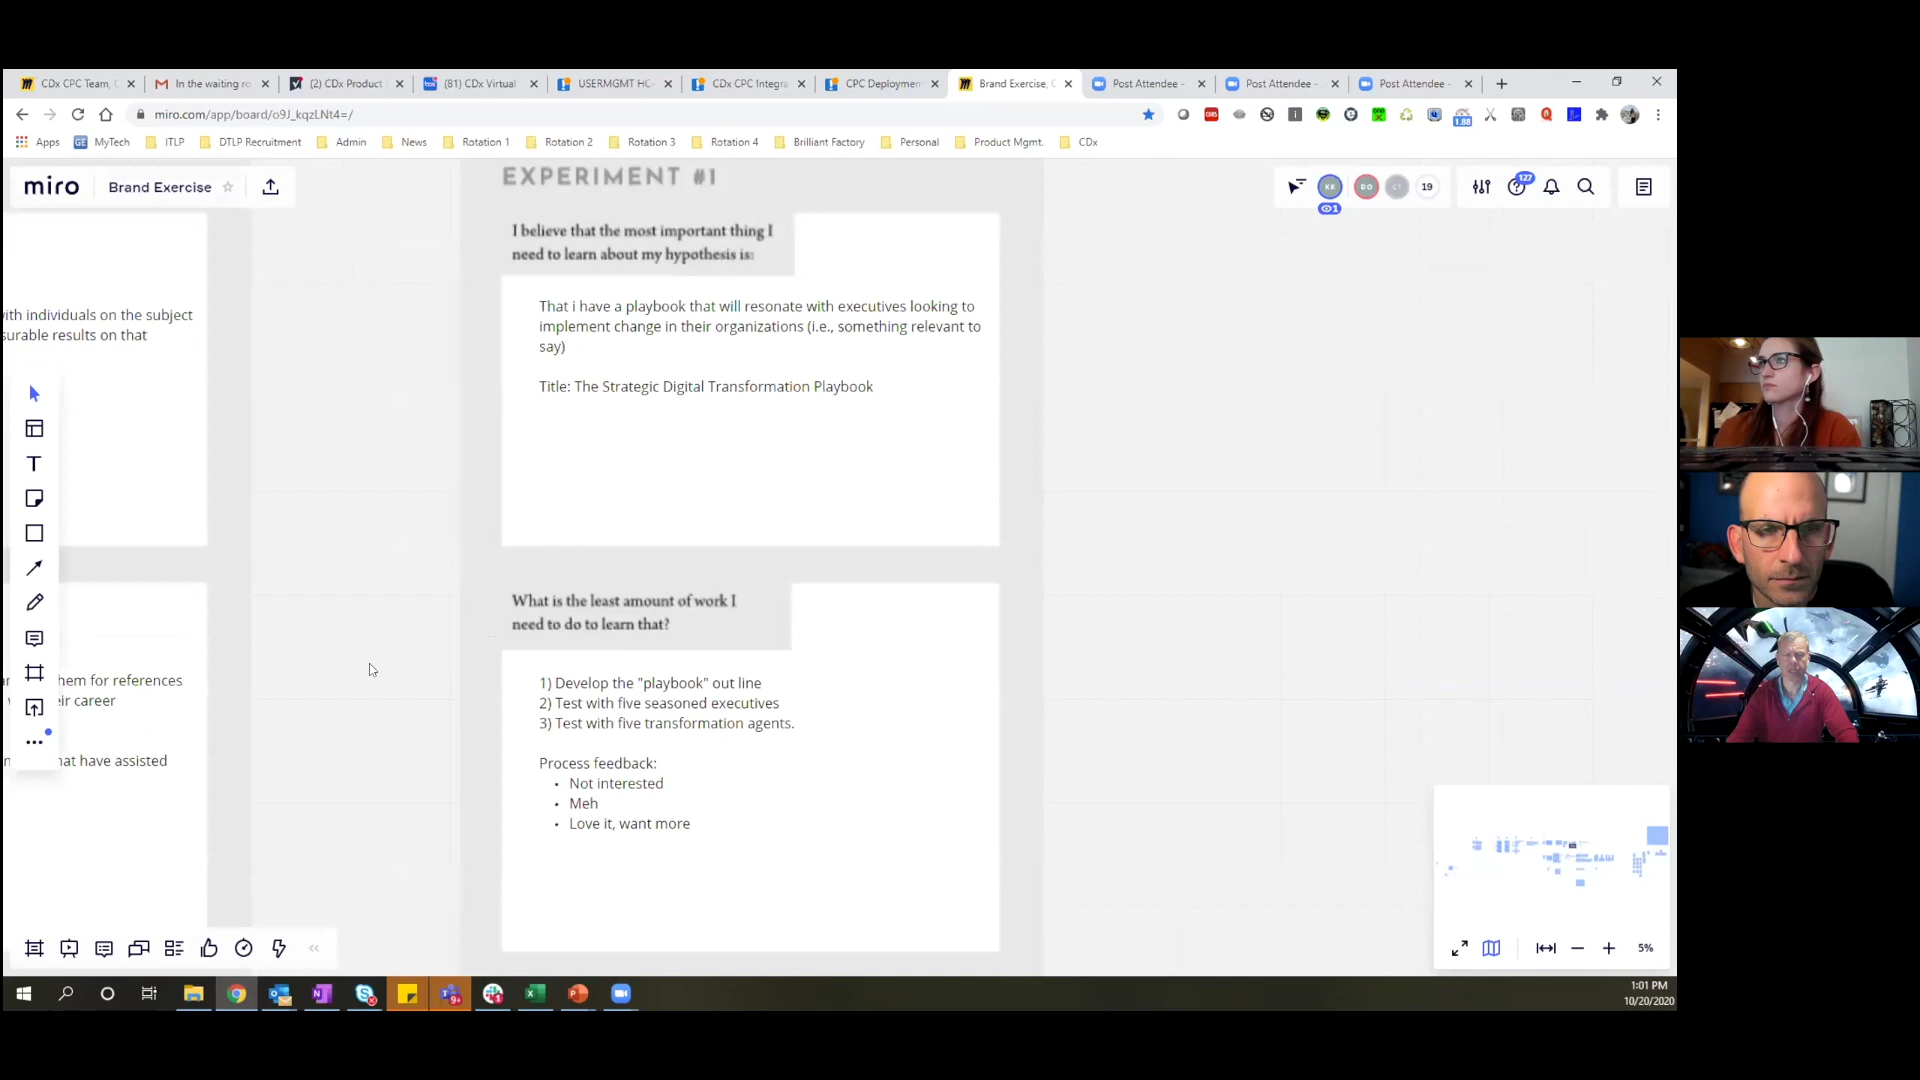 CDx CPC Team, C
In the waiting ro
(2) CDx Product
(81) CDx Virtual
USERMGMT HC-
CDx CPC Integra
CPC Deploymen
Brand Exercise, C
Post Attendee -
Post Attendee -
Post Attendee -
miro.com/app/board/o9J_kqzLNt4=/
1.88
Apps
MyTech
ITLP
DTLP Recruitment
Admin
News
Rotation 1
Rotation 2
Rotation 3
Rotation 4
Brilliant Factory
Personal
Product Mgmt.
CDx
miro
Brand Exercise
KK
DO
19
127
1
EXPERIMENT #1
I believe that the most important thing I
need to learn about my hypothesis is:
That i have a playbook that will resonate with executives looking to
implement change in their organizations (i.e., something relevant to
say)
Title: The Strategic Digital Transformation Playbook
with individuals on the subject
surable results on that
What is the least amount of work I
need to do to learn that?
1) Develop the "playbook" out line
2) Test with five seasoned executives
3) Test with five transformation agents.
Process feedback:
• Not interested
• Meh
• Love it, want more
hem for references
eir career
hat have assisted
5%
1:01 PM
10/20/2020